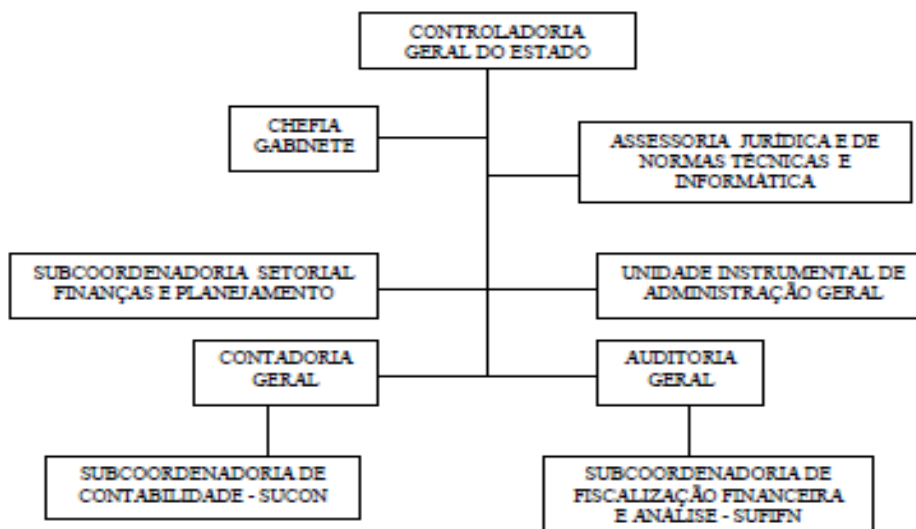 CONTROLADORIA
GERAL DO ESTADO
CHEFIA
GABINETE
ASSESSORIA JURÍDICA E DE
NORMAS TÉCNICAS E
INFORMÁTICA
SUBCOORDENADORIA SETORIAL
FINANÇAS E PLANEJAMENTO
UNIDADE INSTRUMENTAL DE
ADMINISTRAÇÃO GERAL
CONTADORIA
GERAL
AUDITORIA
GERAL
SUBCOORDENADORIA DE
CONTABILIDADE - SUCON
SUBCOORDENADORIA DE
FISCALIZAÇÃO FINANCEIRA
E ANÁLISE - SUFIFN